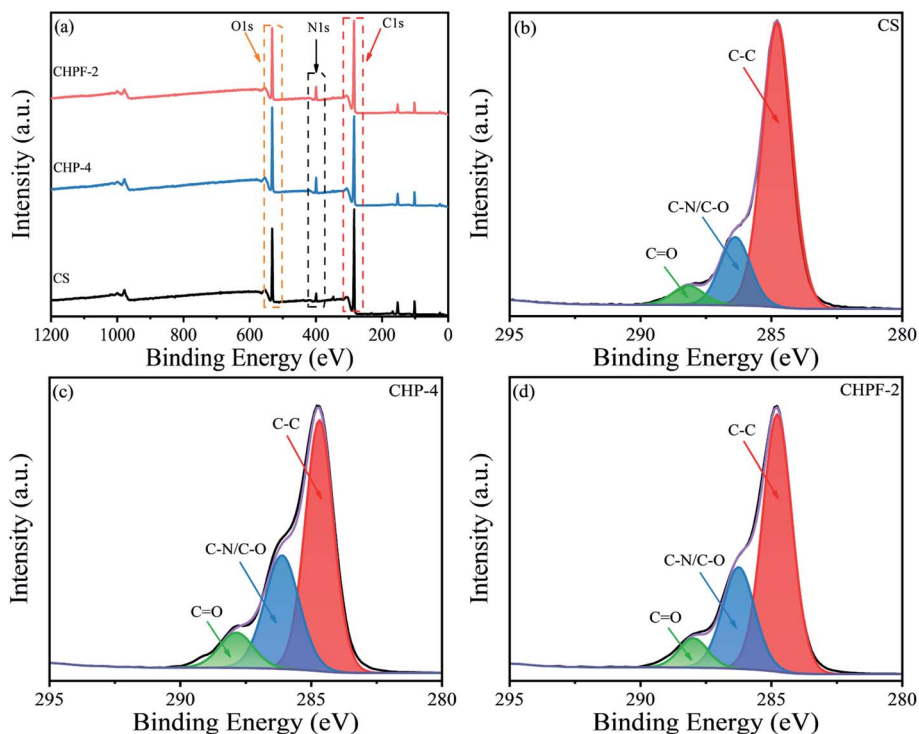 (a)
O1s
N1s
C1s
CHPF-2
CHP-4
CS
Intensity (a.u.)
1200 1000 800 600 400 200 0
Binding Energy (eV)
(b)
CS
C-C
C-N/C-O
C=O
Intensity (a.u.)
295 290 285 280
Binding Energy (eV)
(c)
CHP-4
C-C
C-N/C-O
C=O
Intensity (a.u.)
295 290 285 280
Binding Energy (eV)
(d)
CHPF-2
C-C
C-N/C-O
C=O
Intensity (a.u.)
295 290 285 280
Binding Energy (eV)